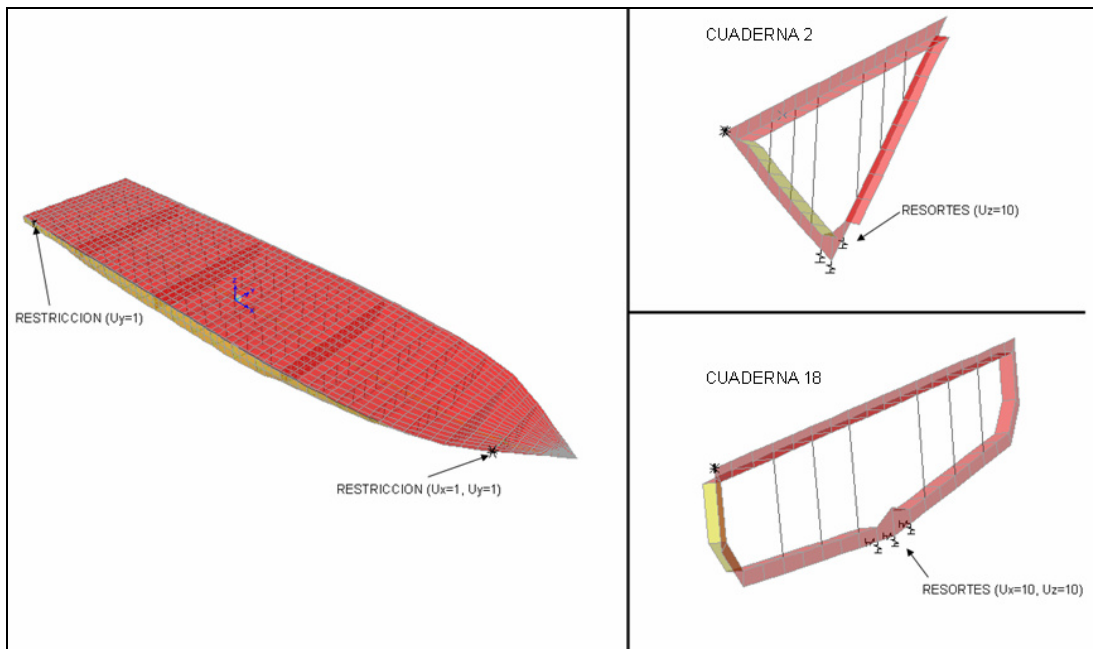 RESTRICCION (Uy=1)
RESTRICCION (Ux=1, Uy=1)
CUADERNA 2
RESORTES (Uz=10)
CUADERNA 18
RESORTES (Ux=10, Uz=10)